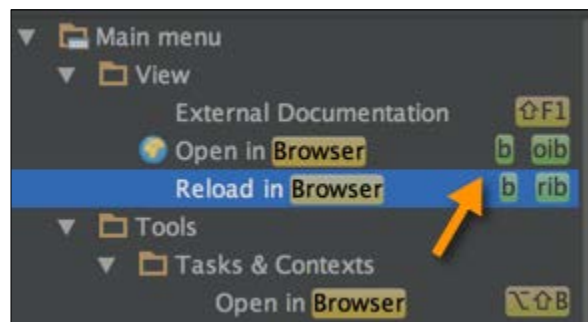 Main menu
View
External Documentation ⇧F1
Open in Browser b oib
Reload in Browser b rib
Tools
Tasks & Contexts
Open in Browser ⌥⇧B